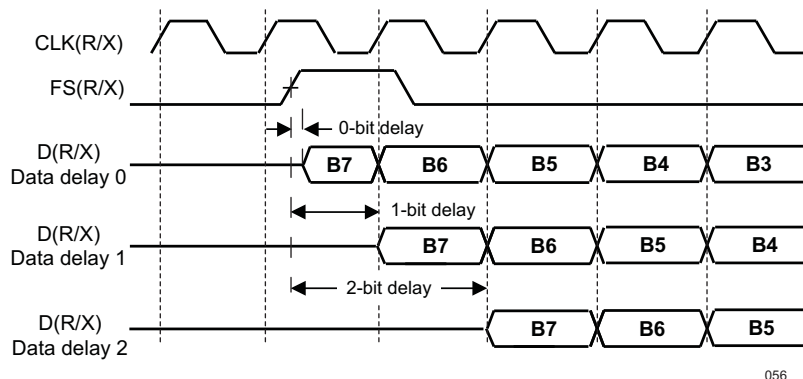 CLK(R/X)
FS(R/X)
0-bit delay
D(R/X)
Data delay 0
B7 B6 B5 B4 B3
1-bit delay
D(R/X)
Data delay 1
B7 B6 B5 B4
2-bit delay
D(R/X)
Data delay 2
B7 B6 B5
056